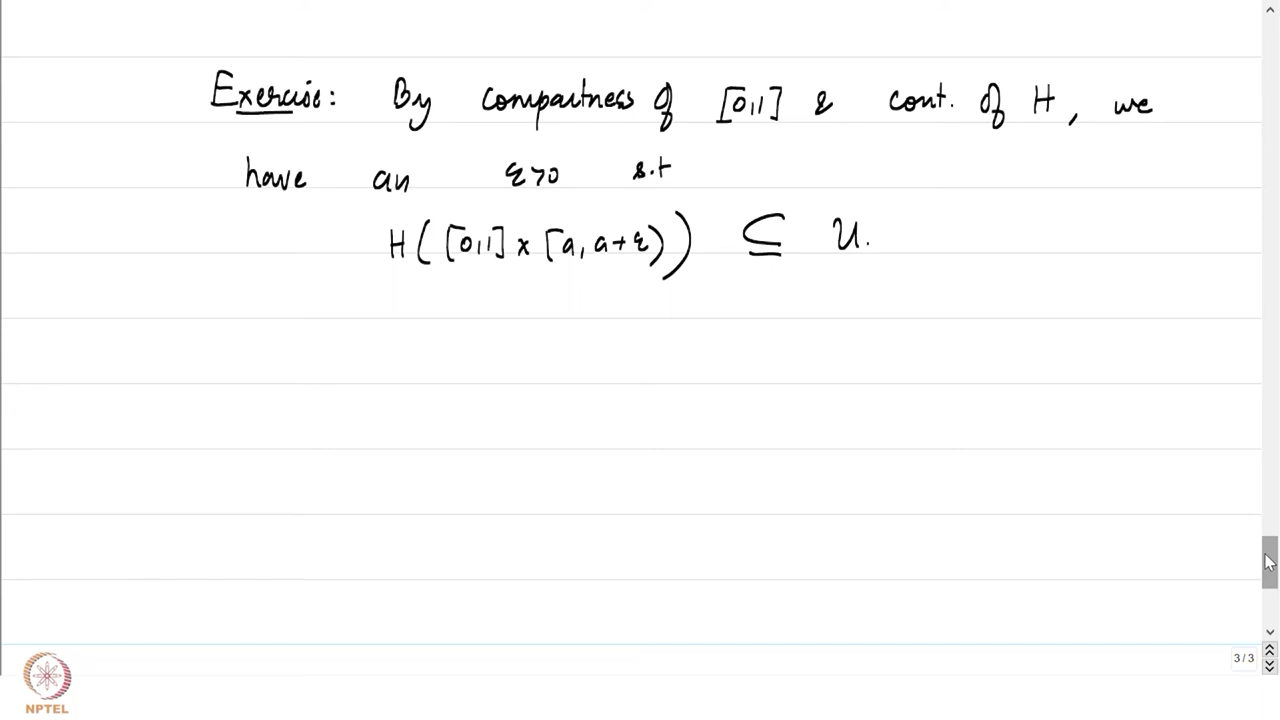 Exercise: By compactness of [0,1] & cont. of H, we
have an ε>0 s.t
H([0,1] × [a, a+ε)) ⊆ U.
3 / 3
NPTEL